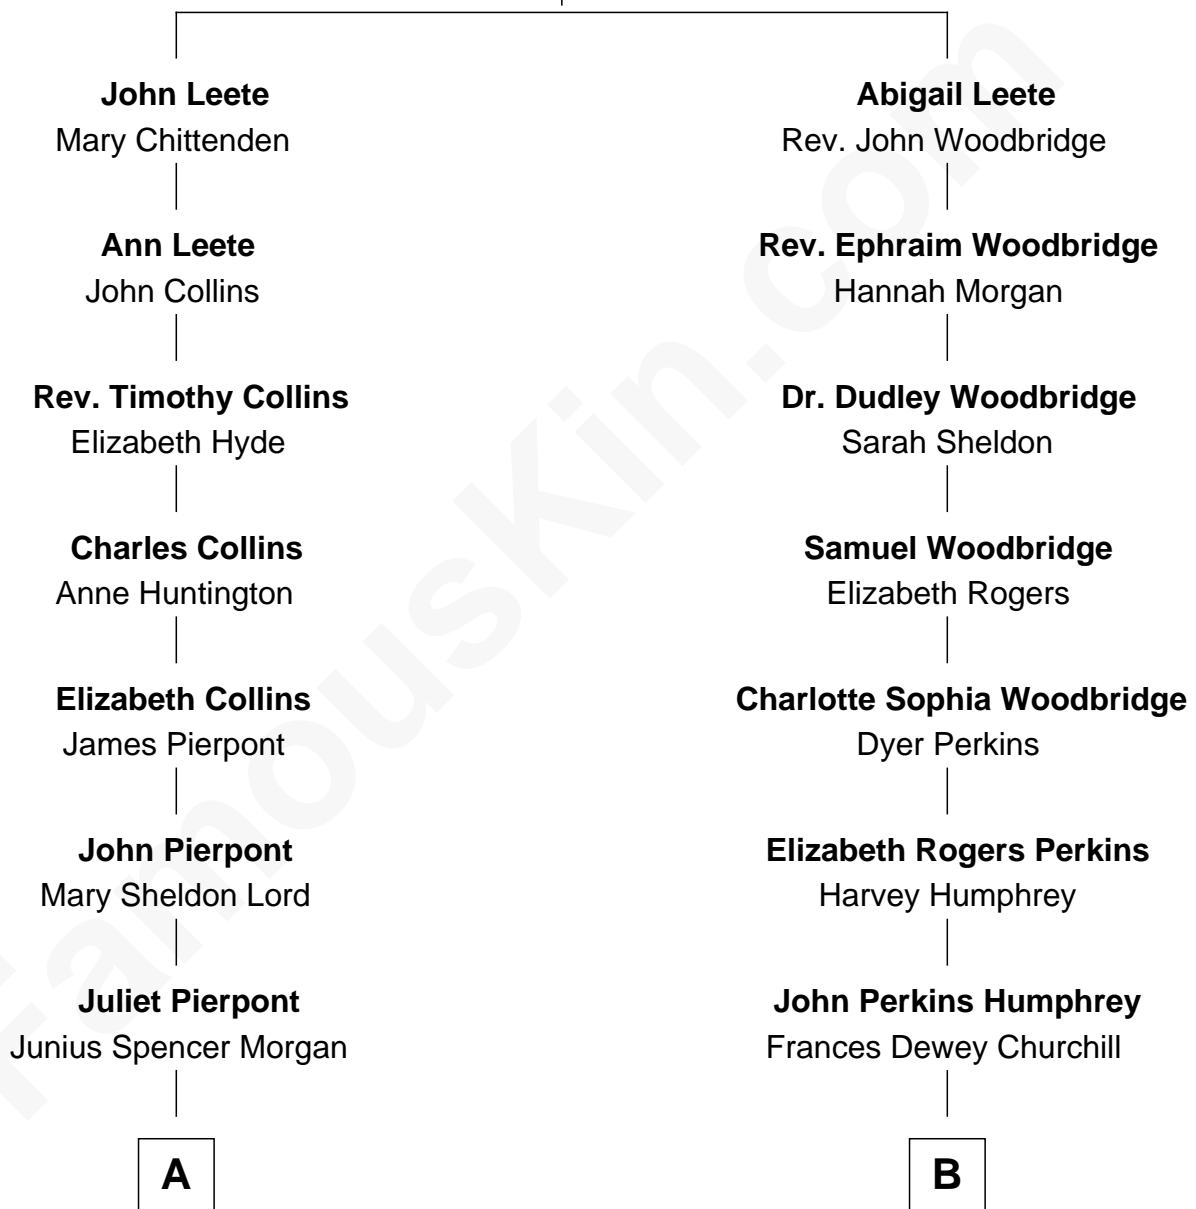 John Leete
Mary Chittenden
Ann Leete
John Collins
Rev. Timothy Collins
Elizabeth Hyde
Charles Collins
Anne Huntington
Elizabeth Collins
James Pierpont
John Pierpont
Mary Sheldon Lord
Juliet Pierpont
Junius Spencer Morgan
A
Abigail Leete
Rev. John Woodbridge
Rev. Ephraim Woodbridge
Hannah Morgan
Dr. Dudley Woodbridge
Sarah Sheldon
Samuel Woodbridge
Elizabeth Rogers
Charlotte Sophia Woodbridge
Dyer Perkins
Elizabeth Rogers Perkins
Harvey Humphrey
John Perkins Humphrey
Frances Dewey Churchill
B
FamousKin.com